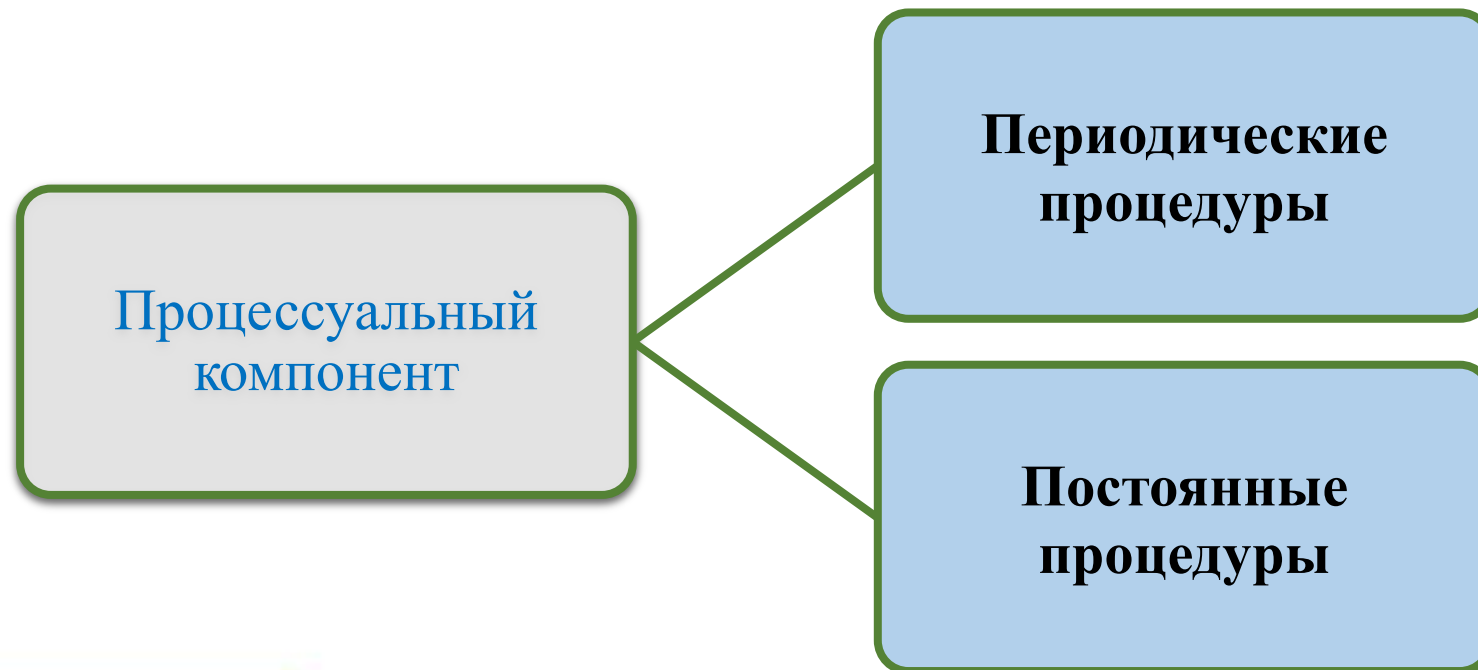 Процессуальный
компонент
Периодические
процедуры
Постоянные
процедуры